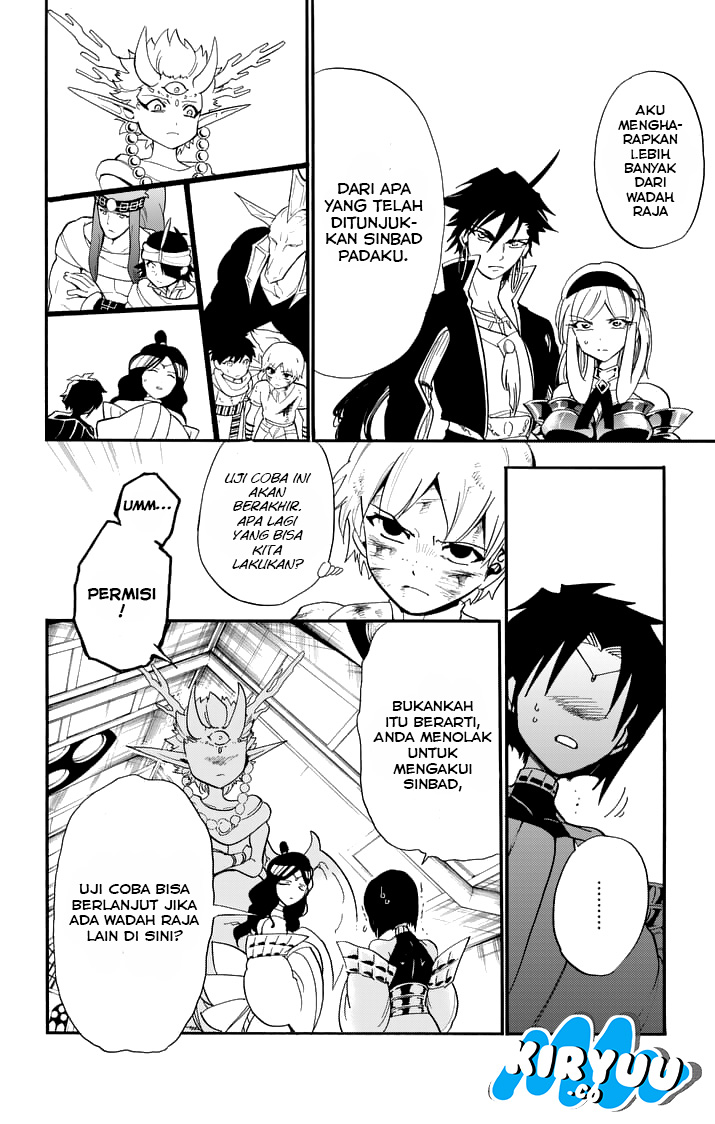 AKU
MENGHA-
RAPKAN
LEBIH
BANYAK
DARI
WADAH
RAJA
DARI APA
YANG TELAH
DITUNJUK-
KAN SINBAD
PADAKU.
UJI COBA INI
AKAN
BERAKHIR.
APA LAGI
YANG BISA
KITA
LAKUKAN?
UMM...
PERMISI
!
.........
BUKANKAH
ITU BERARTI,
ANDA MENOLAK
UNTUK
MENGAKUI
SINBAD,
UJI COBA BISA
BERLANJUT JIKA
ADA WADAH RAJA
LAIN DI SINI?
KIRYUU
.CO